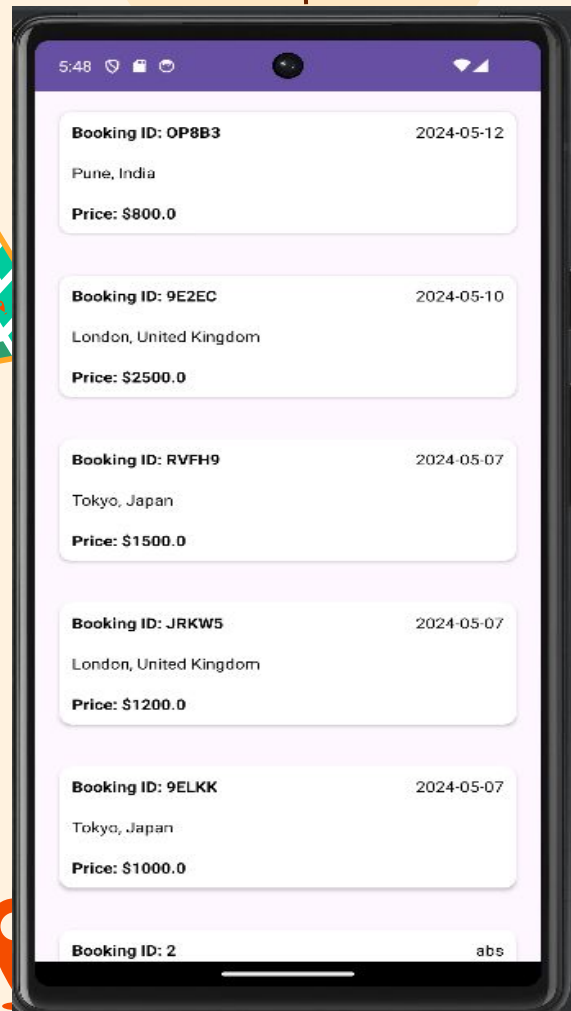 5:48
Booking ID: OP8B3 2024-05-12
Pune, India
Price: $800.0
Booking ID: 9E2EC 2024-05-10
London, United Kingdom
Price: $2500.0
Booking ID: RVFH9 2024-05-07
Tokyo, Japan
Price: $1500.0
Booking ID: JRKW5 2024-05-07
London, United Kingdom
Price: $1200.0
Booking ID: 9ELKK 2024-05-07
Tokyo, Japan
Price: $1000.0
Booking ID: 2 abs